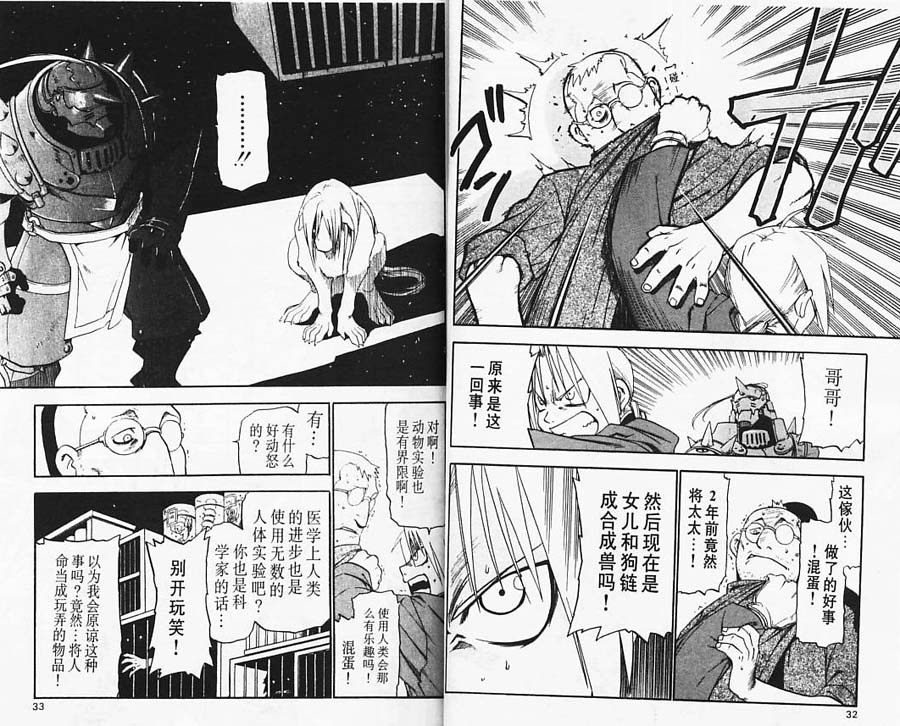 碰
哥哥！
原来是这
一回事！
这傢伙…
做了的好事
！混蛋
2年前竟然
将太太…！
然后现在是
女儿和狗链
成合成兽吗！
32
………!!
对啊！
动物实验也
是有界限啊！
使用人类会那
么有乐趣吗！
混蛋
有…
有什么
好动怒
的？
医学上人类
的进步也是
使用无数的
人体实验吧？
你也是科
学家的话…
别开玩笑！
以为我会原谅这种
事吗？竟然…将人
命当成玩弄的物品！
33